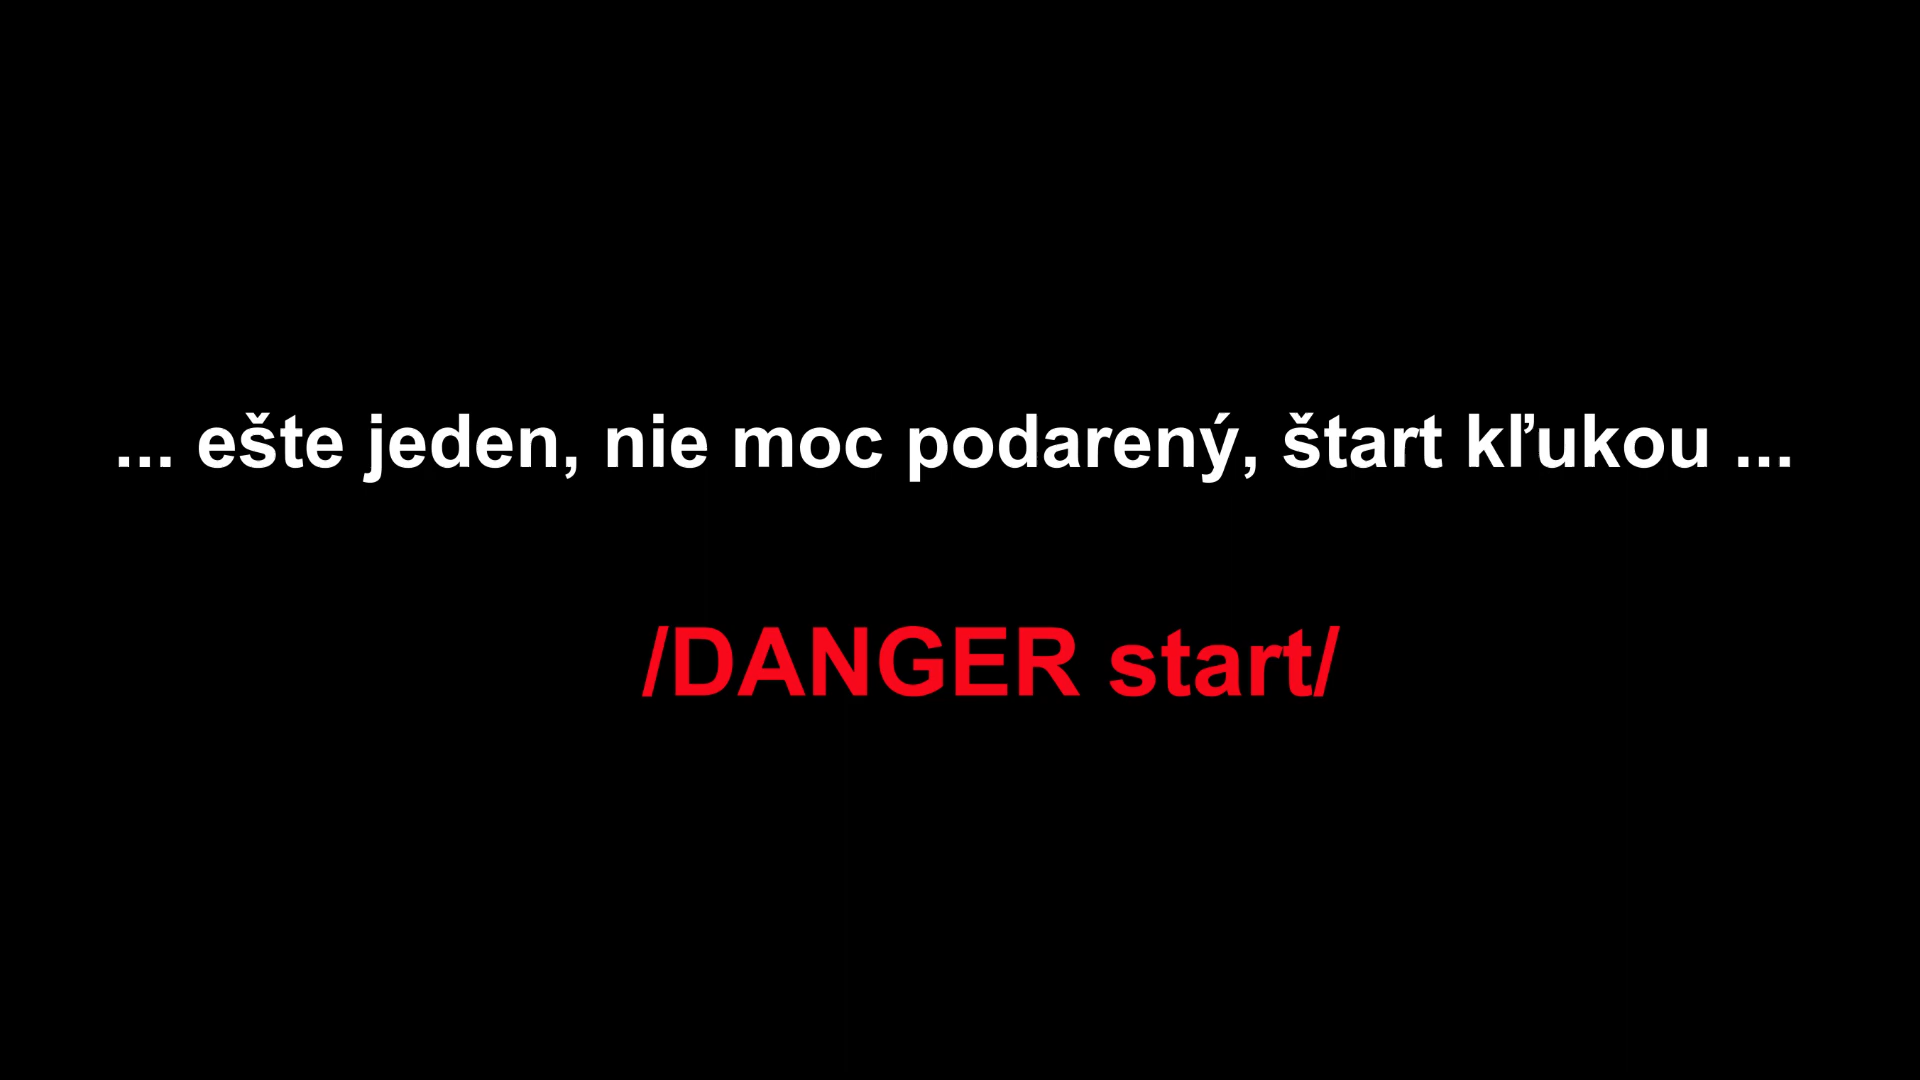 ... ešte jeden, nie moc podarený, štart kľukou ...
/DANGER start/